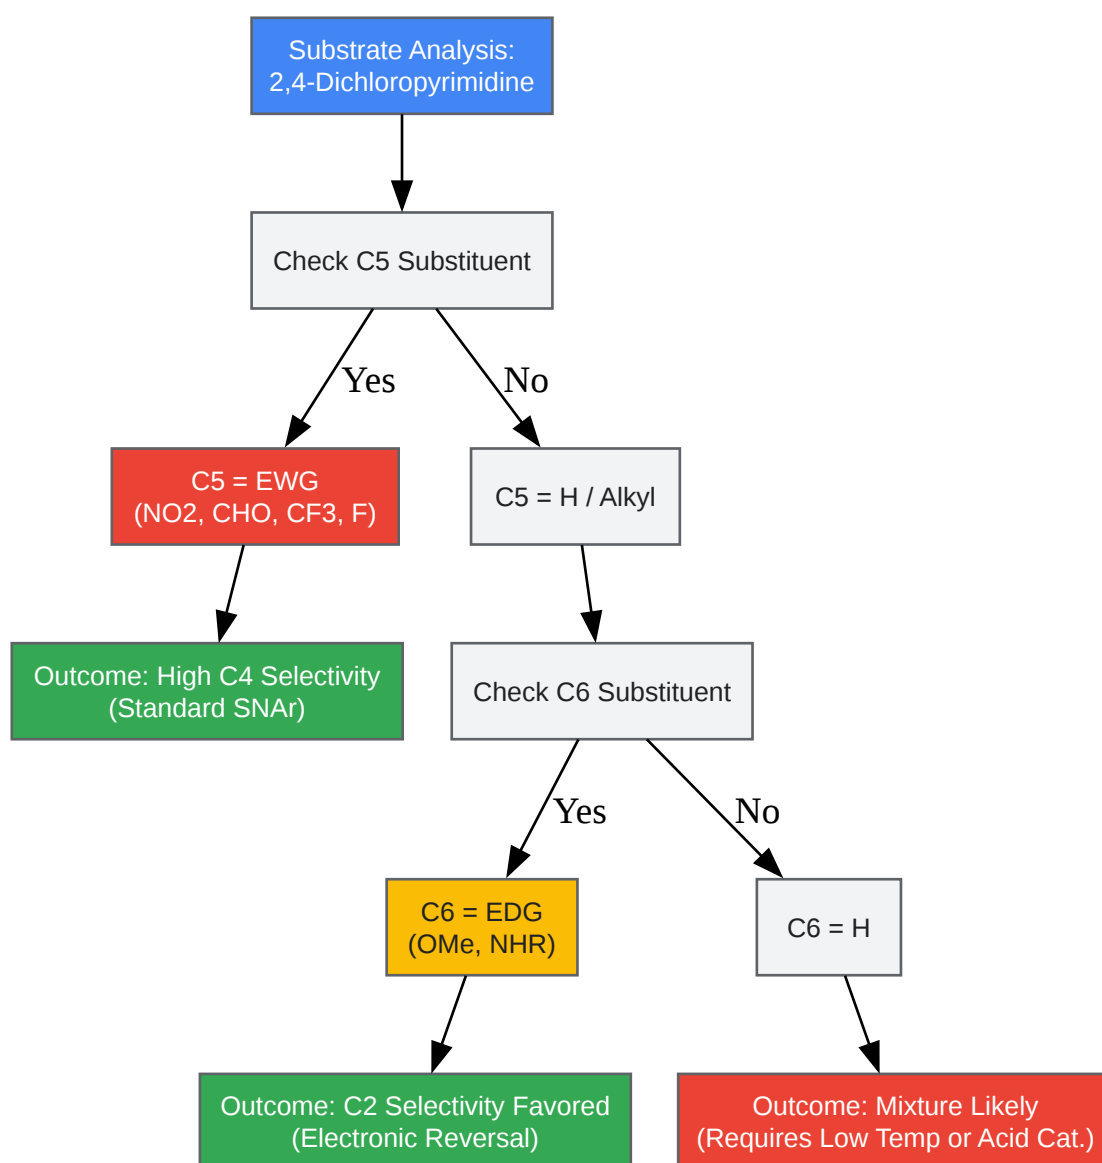 Substrate Analysis:
2,4-Dichloropyrimidine
Check C5 Substituent
Yes
No
C5 = EWG
(NO2, CHO, CF3, F)
C5 = H / Alkyl
Outcome: High C4 Selectivity
(Standard SNAr)
Check C6 Substituent
Yes
No
C6 = EDG
(OMe, NHR)
C6 = H
Outcome: C2 Selectivity Favored
(Electronic Reversal)
Outcome: Mixture Likely
(Requires Low Temp or Acid Cat.)